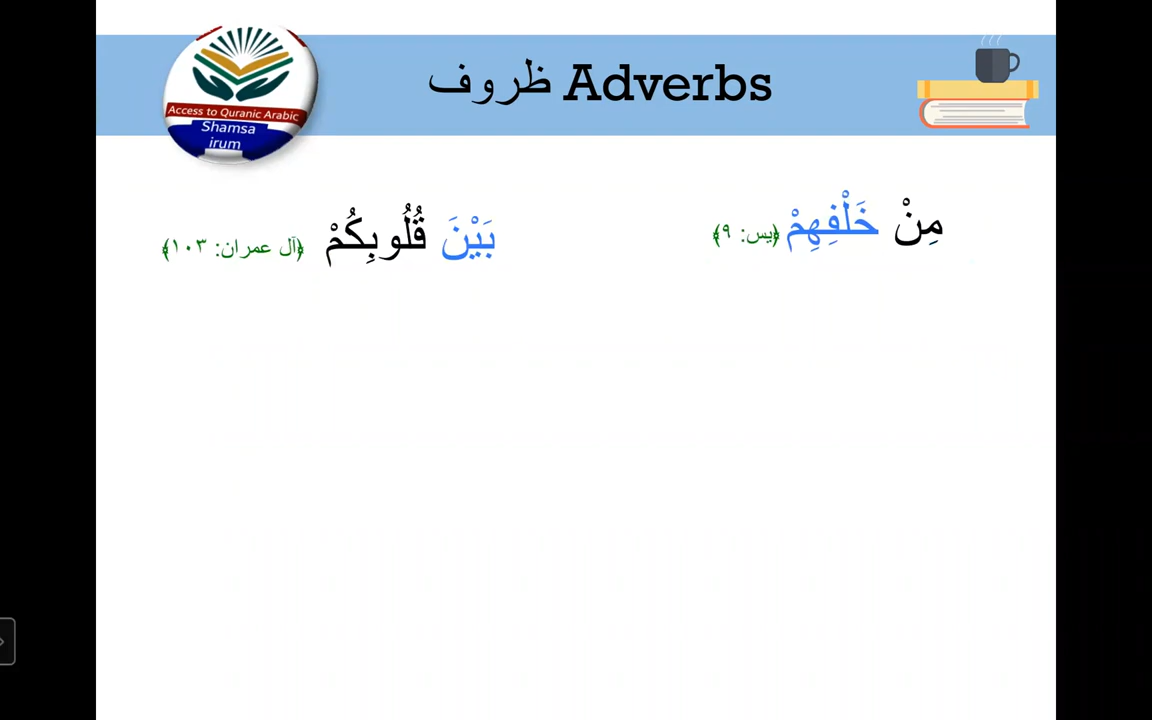 ظروف Adverbs
Access to Quranic Arabic
Shamsa
irum
مِنْ خَلْفِهِمْ ﴿يس: ٩﴾
بَيْنَ قُلُوبِكُمْ ﴿آل عمران: ١٠٣﴾